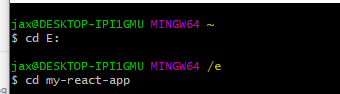 jax@DESKTOP-IPI1GMU MINGW64 ~
$ cd E:
jax@DESKTOP-IPI1GMU MINGW64 /e
$ cd my-react-app